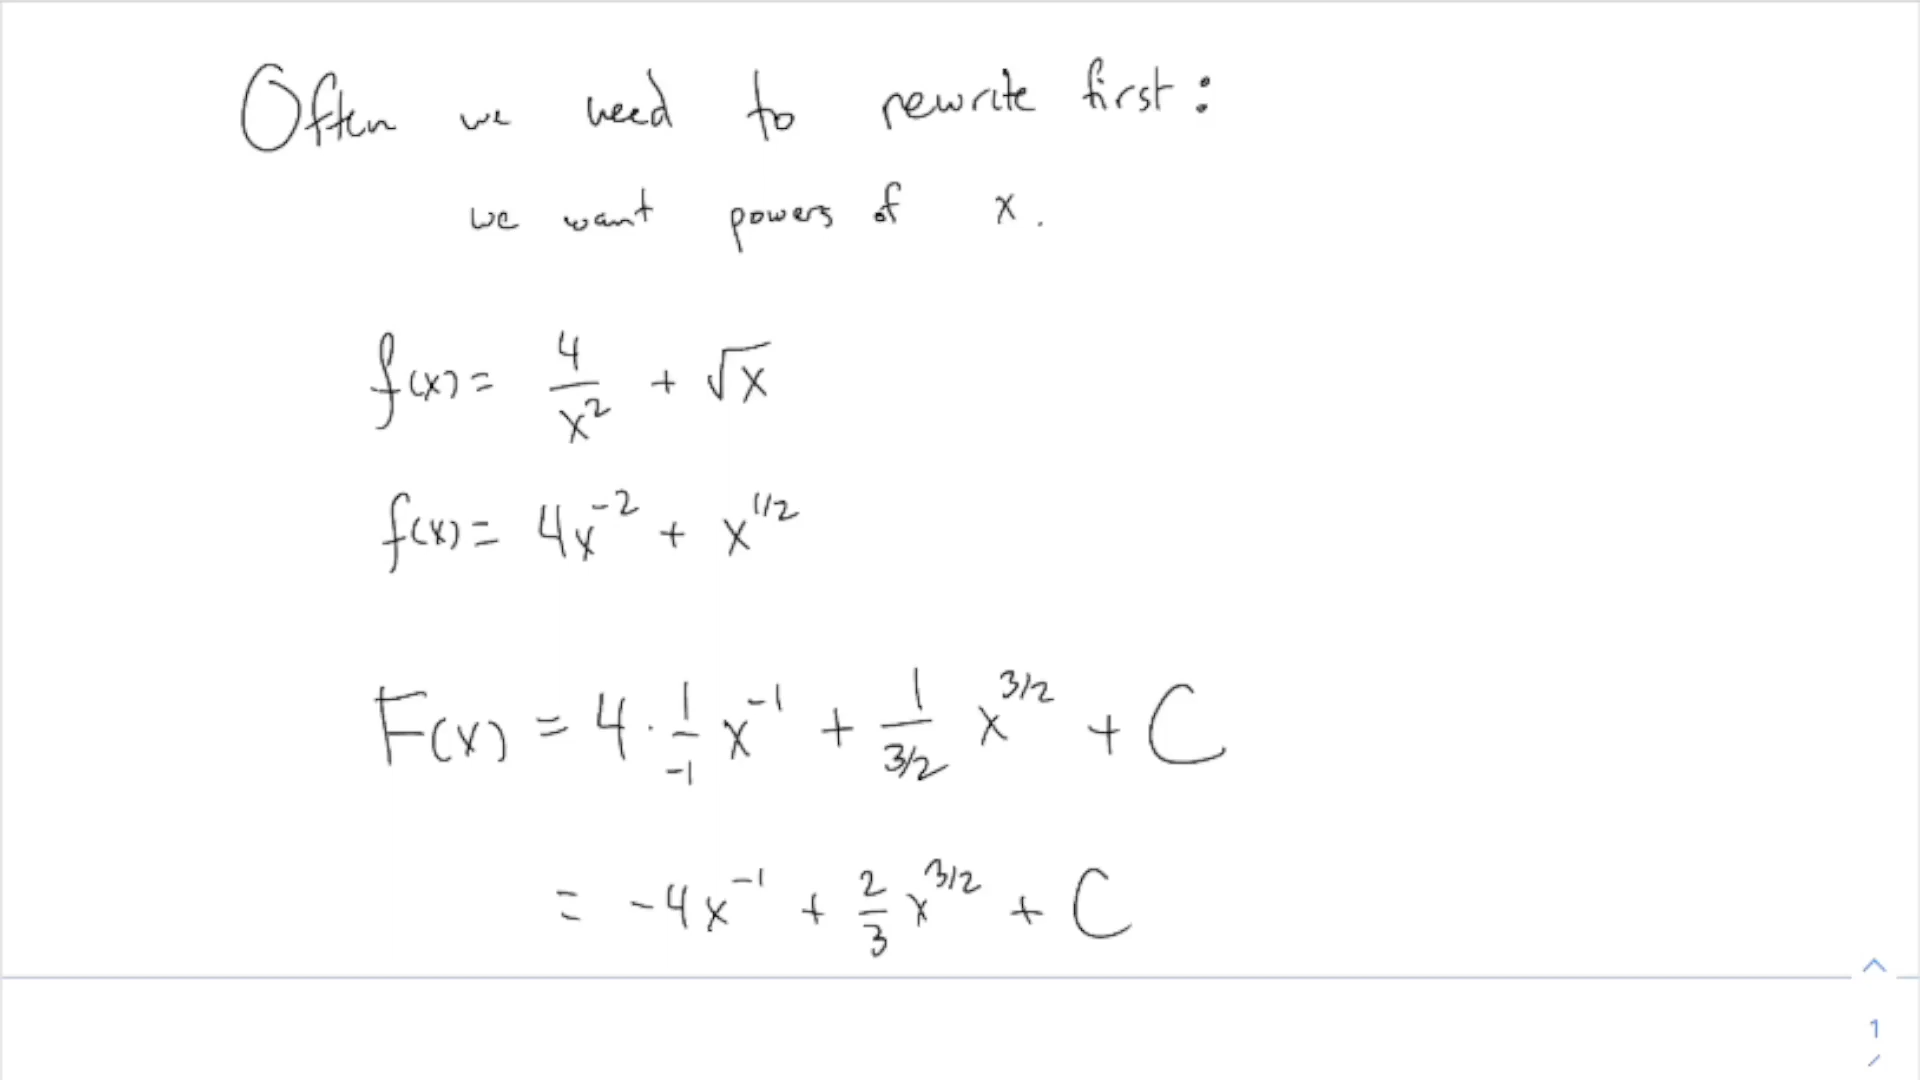 Often we need to rewrite first:
we want powers of x.
f(x) = 4/x² + √x
f(x) = 4x⁻² + x^(1/2)
F(x) = 4 · 1/-1 x⁻¹ + 1/(3/2) x^(3/2) + C
= -4x⁻¹ + 2/3 x^(3/2) + C
1